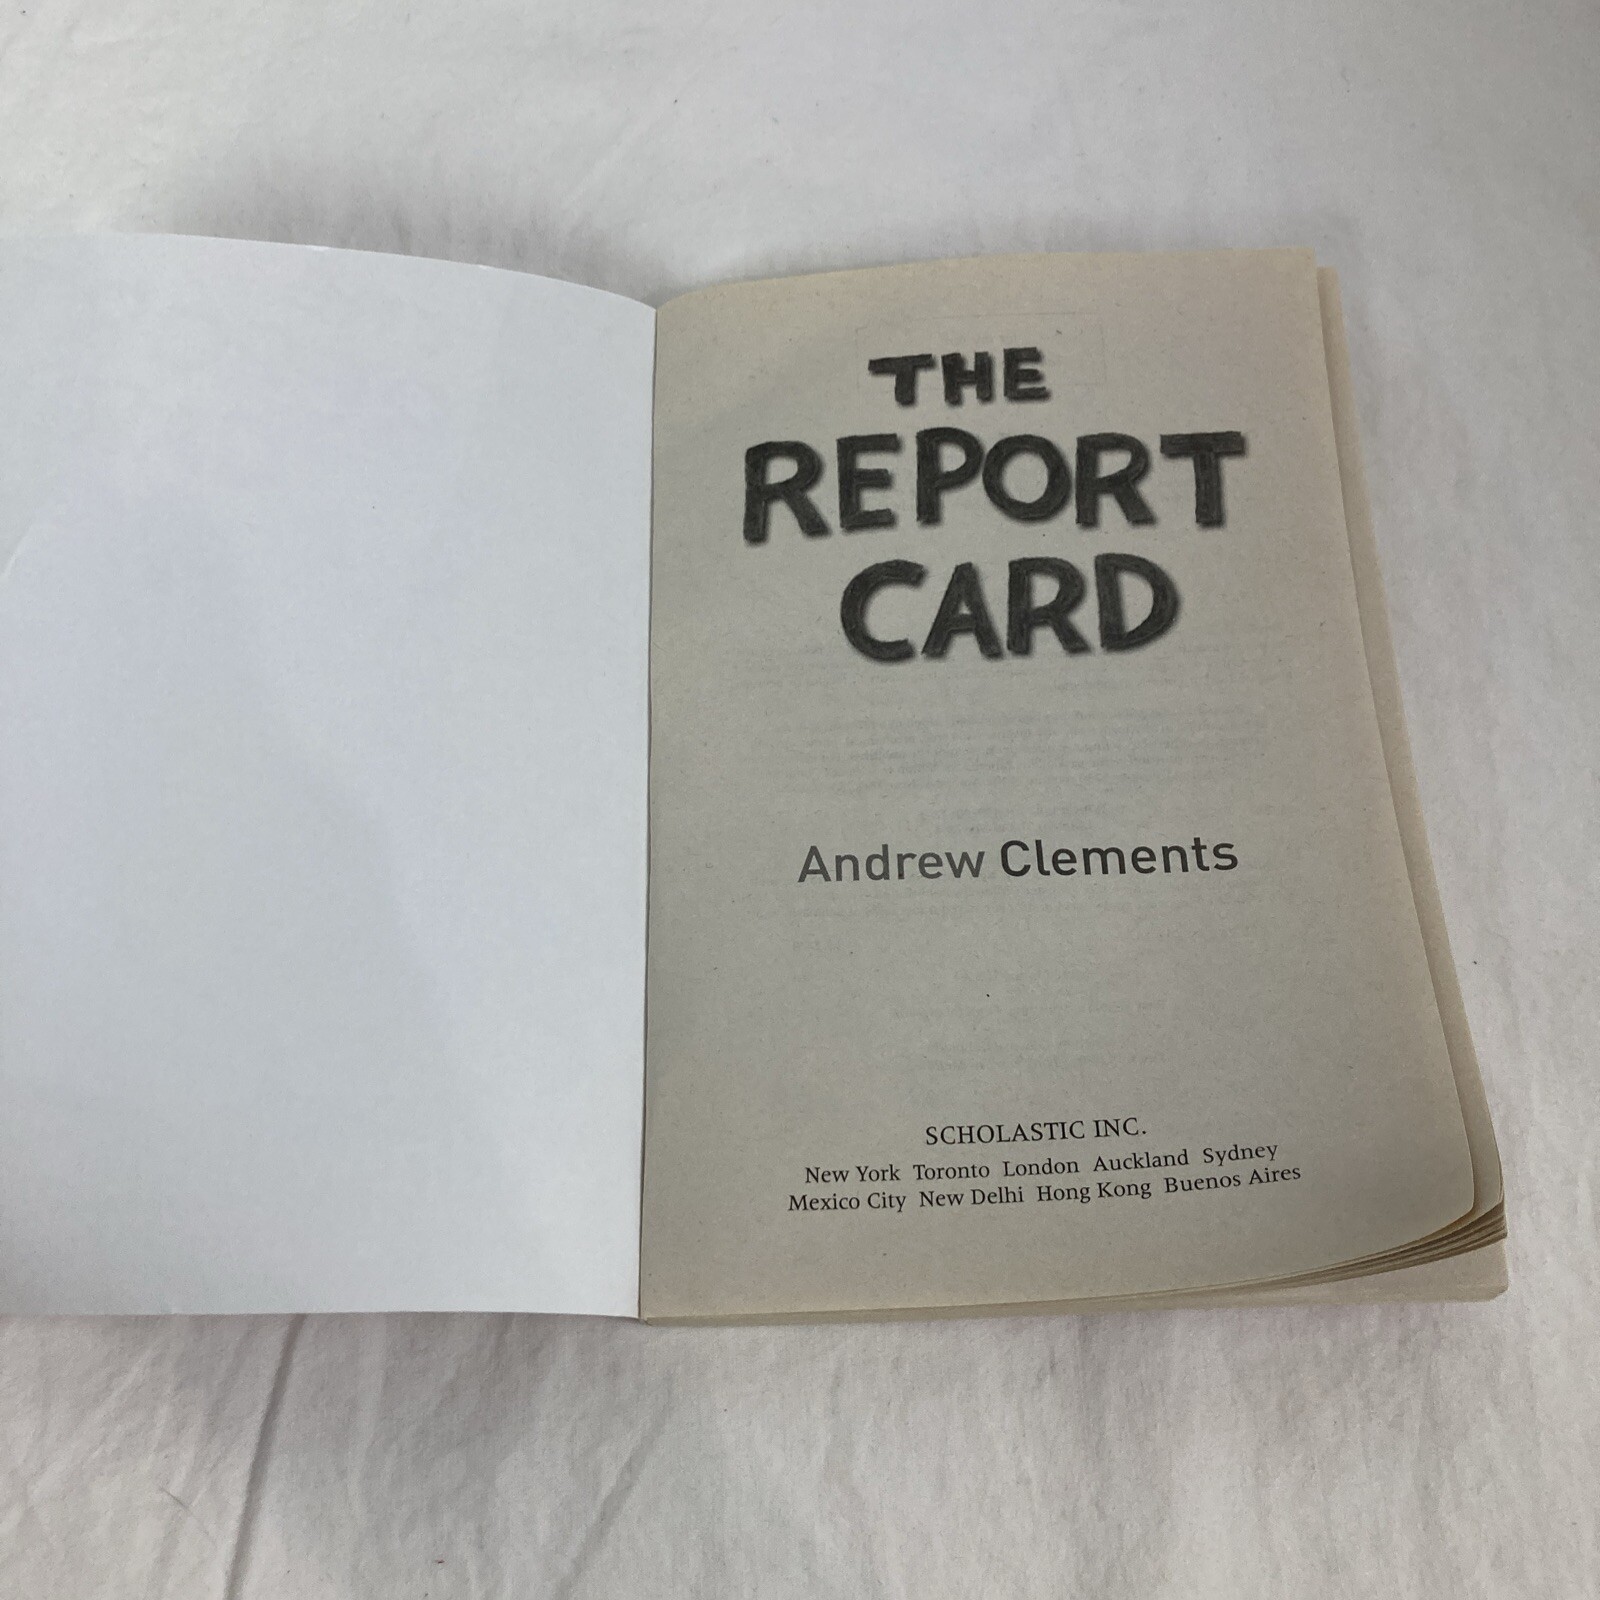 THE
REPORT
CARD
Andrew Clements
SCHOLASTIC INC.
New York Toronto London Auckland Sydney
Mexico City New Delhi Hong Kong Buenos Aires